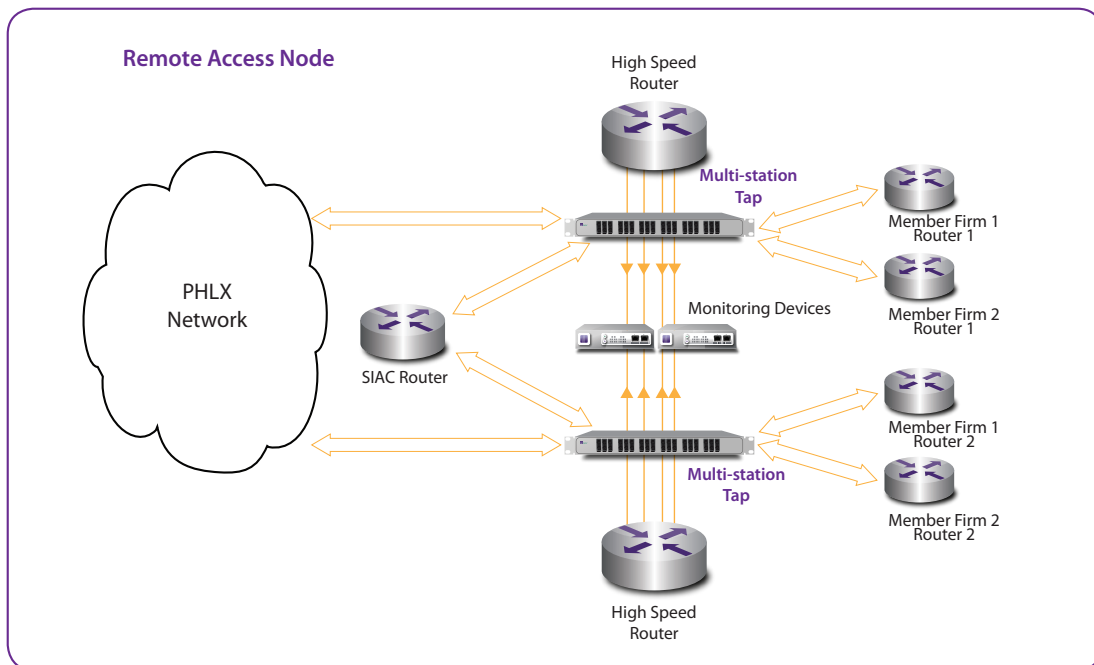 Remote Access Node
High Speed
Router
Multi-station
Tap
Member Firm 1
Router 1
PHLX
Network
Member Firm 2
Router 1
Monitoring Devices
SIAC Router
Member Firm 1
Router 2
Multi-station
Tap
Member Firm 2
Router 2
High Speed
Router